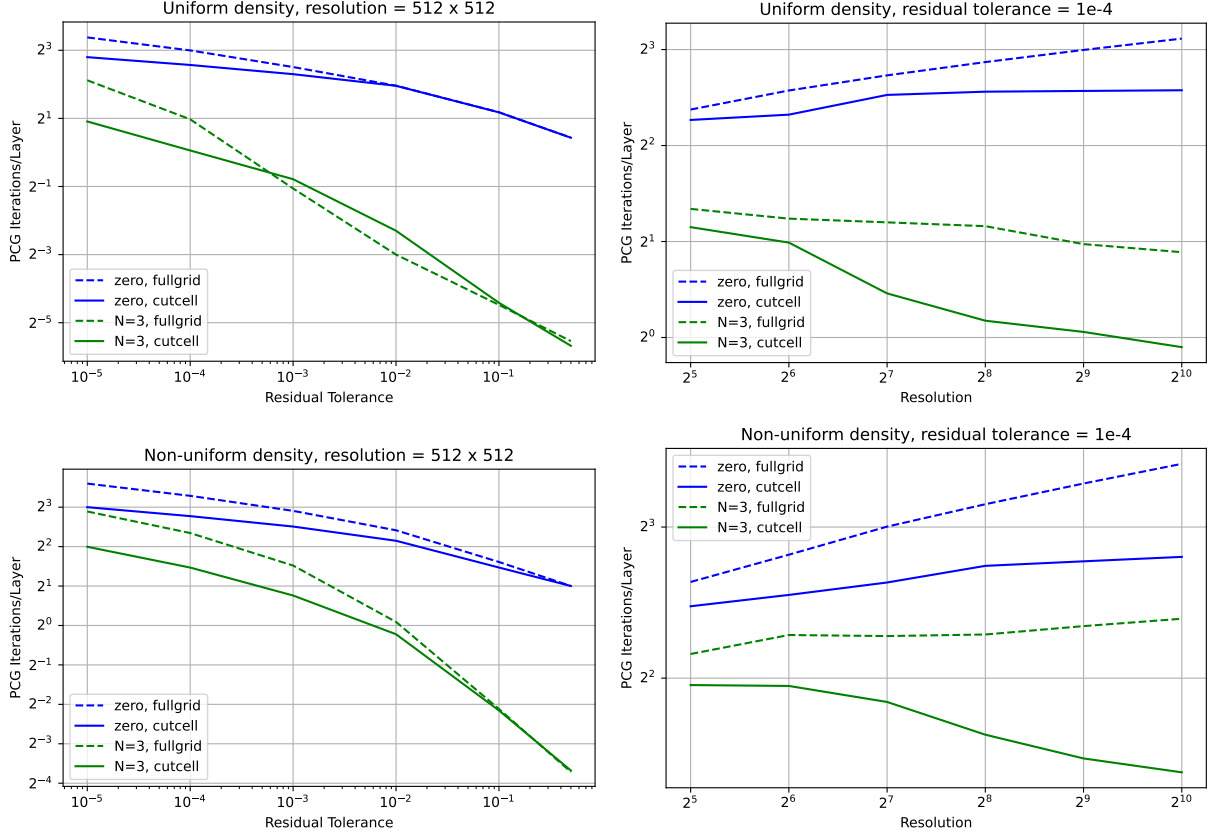 Uniform density, resolution = 512 x 512
2^3
2^1
2^−1
2^−3
2^−5
PCG Iterations/Layer
zero, fullgrid
zero, cutcell
N=3, fullgrid
N=3, cutcell
10^−5
10^−4
10^−3
10^−2
10^−1
Residual Tolerance
Uniform density, residual tolerance = 1e-4
2^3
2^2
2^1
2^0
PCG Iterations/Layer
zero, fullgrid
zero, cutcell
N=3, fullgrid
N=3, cutcell
2^5
2^6
2^7
2^8
2^9
2^10
Resolution
Non-uniform density, resolution = 512 x 512
2^3
2^2
2^1
2^0
2^−1
2^−2
2^−3
2^−4
PCG Iterations/Layer
zero, fullgrid
zero, cutcell
N=3, fullgrid
N=3, cutcell
10^−5
10^−4
10^−3
10^−2
10^−1
Residual Tolerance
Non-uniform density, residual tolerance = 1e-4
zero, fullgrid
zero, cutcell
N=3, fullgrid
N=3, cutcell
2^3
2^2
PCG Iterations/Layer
2^5
2^6
2^7
2^8
2^9
2^10
Resolution